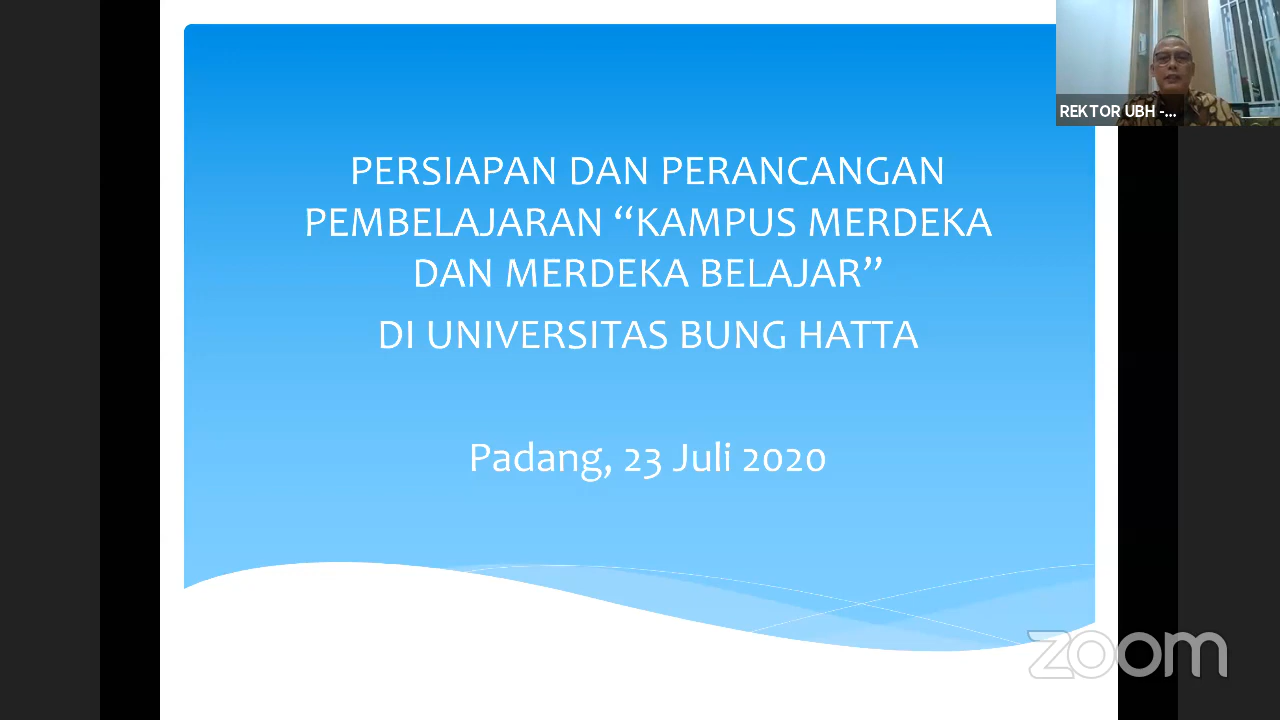 REKTOR UBH -...
PERSIAPAN DAN PERANCANGAN
PEMBELAJARAN “KAMPUS MERDEKA
DAN MERDEKA BELAJAR”
DI UNIVERSITAS BUNG HATTA
Padang, 23 Juli 2020
zoom